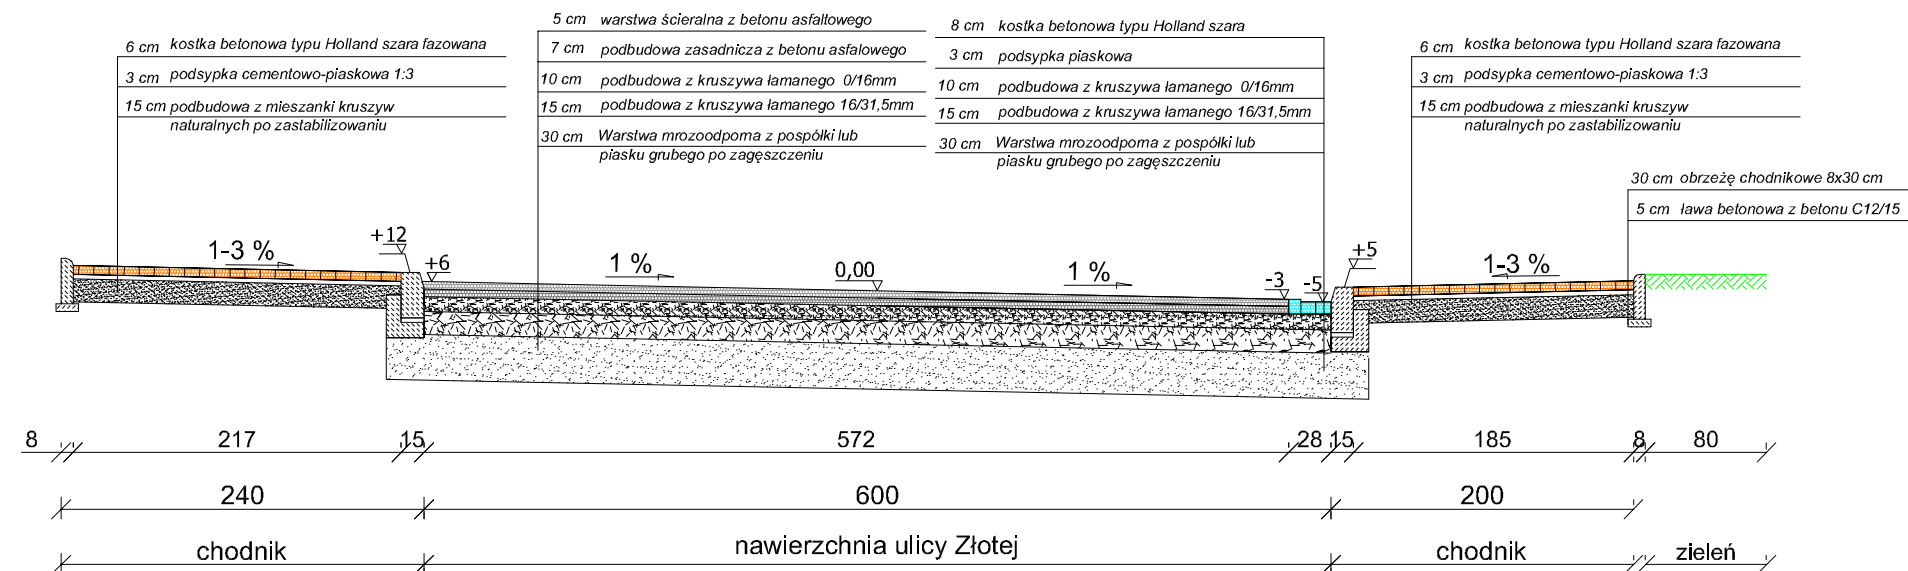 6 cm kostka betonowa typu Holland szara fazowana
3 cm podsypka cementowo-piaskowa 1:3
15 cm podbudowa z mieszanki kruszyw
naturalnych po zastabilizowaniu
5 cm warstwa ścieralna z betonu asfaltowego
7 cm podbudowa zasadnicza z betonu asfalowego
10 cm podbudowa z kruszywa łamanego 0/16mm
15 cm podbudowa z kruszywa łamanego 16/31,5mm
30 cm Warstwa mrozoodporna z pospółki lub
piasku grubego po zagęszczeniu
8 cm kostka betonowa typu Holland szara
3 cm podsypka piaskowa
10 cm podbudowa z kruszywa łamanego 0/16mm
15 cm podbudowa z kruszywa łamanego 16/31,5mm
30 cm Warstwa mrozoodporna z pospółki lub
piasku grubego po zagęszczeniu
6 cm kostka betonowa typu Holland szara fazowana
3 cm podsypka cementowo-piaskowa 1:3
15 cm podbudowa z mieszanki kruszyw
naturalnych po zastabilizowaniu
30 cm obrzeżę chodnikowe 8x30 cm
5 cm ława betonowa z betonu C12/15
1-3 % +12 +6 1 % 0,00 1 % -3 -5 +5 1-3 %
8 217 15 572 28 15 185 8 80
240 600 200
chodnik nawierzchnia ulicy Złotej chodnik zieleń